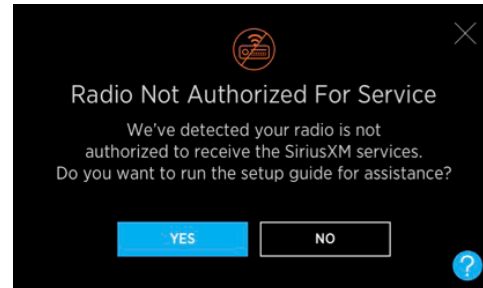 Radio Not Authorized For Service
We've detected your radio is not
authorized to receive the SiriusXM services.
Do you want to run the setup guide for assistance?
YES NO
?